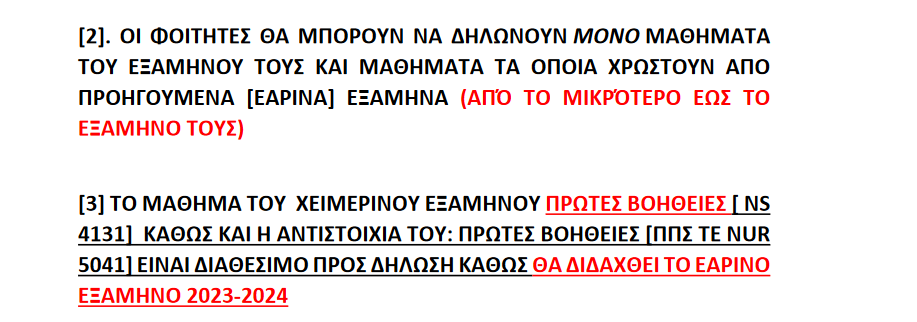 [2]. ΟΙ ΦΟΙΤΗΤΕΣ ΘΑ ΜΠΟΡΟΥΝ ΝΑ ΔΗΛΩΝΟΥΝ ΜΟΝΟ ΜΑΘΗΜΑΤΑ
ΤΟΥ ΕΞΑΜΗΝΟΥ ΤΟΥΣ ΚΑΙ ΜΑΘΗΜΑΤΑ ΤΑ ΟΠΟΙΑ ΧΡΩΣΤΟΥΝ ΑΠΟ
ΠΡΟΗΓΟΥΜΕΝΑ [ΕΑΡΙΝΑ] ΕΞΑΜΗΝΑ (ΑΠΌ ΤΟ ΜΙΚΡΌΤΕΡΟ ΕΩΣ ΤΟ
ΕΞΑΜΗΝΟ ΤΟΥΣ)
[3] ΤΟ ΜΑΘΗΜΑ ΤΟΥ ΧΕΙΜΕΡΙΝΟΥ ΕΞΑΜΗΝΟΥ ΠΡΩΤΕΣ ΒΟΗΘΕΙΕΣ [ NS
4131] ΚΑΘΩΣ ΚΑΙ Η ΑΝΤΙΣΤΟΙΧΙΑ ΤΟΥ: ΠΡΩΤΕΣ ΒΟΗΘΕΙΕΣ [ΠΠΣ ΤΕ NUR
5041] ΕΙΝΑΙ ΔΙΑΘΕΣΙΜΟ ΠΡΟΣ ΔΗΛΩΣΗ ΚΑΘΩΣ ΘΑ ΔΙΔΑΧΘΕΙ ΤΟ ΕΑΡΙΝΟ
ΕΞΑΜΗΝΟ 2023-2024